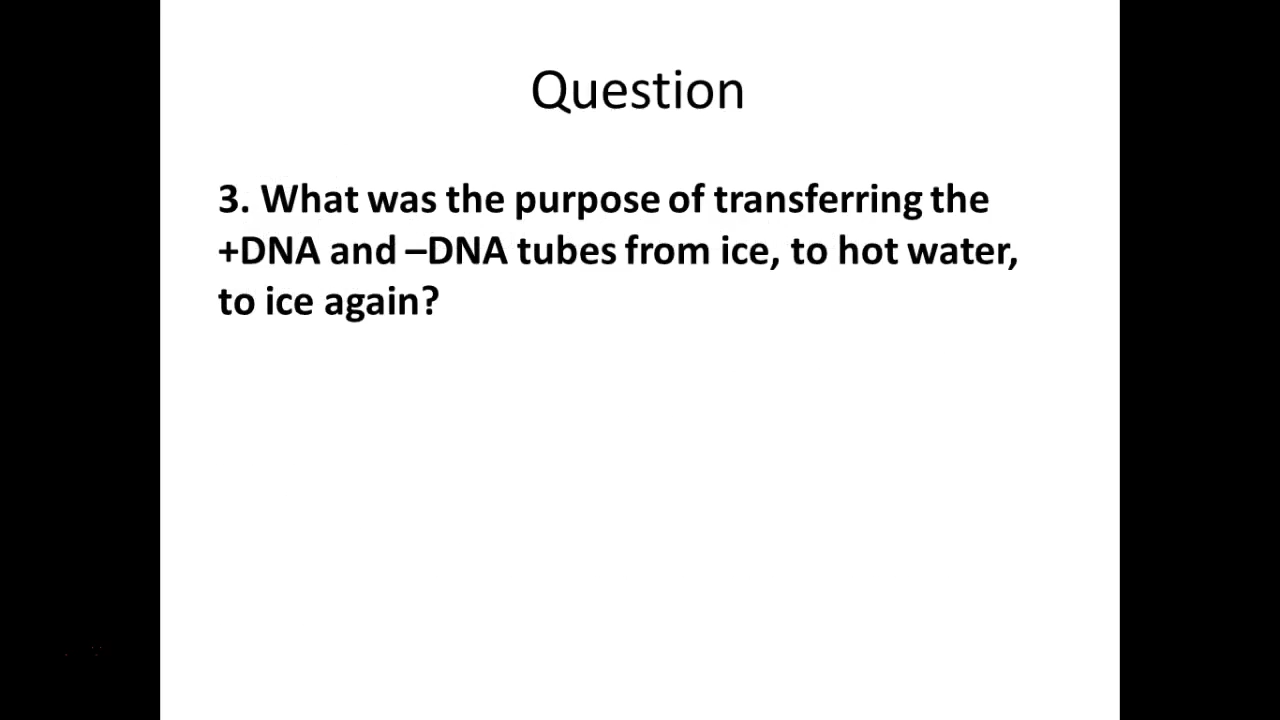 Question
3. What was the purpose of transferring the
+DNA and –DNA tubes from ice, to hot water,
to ice again?